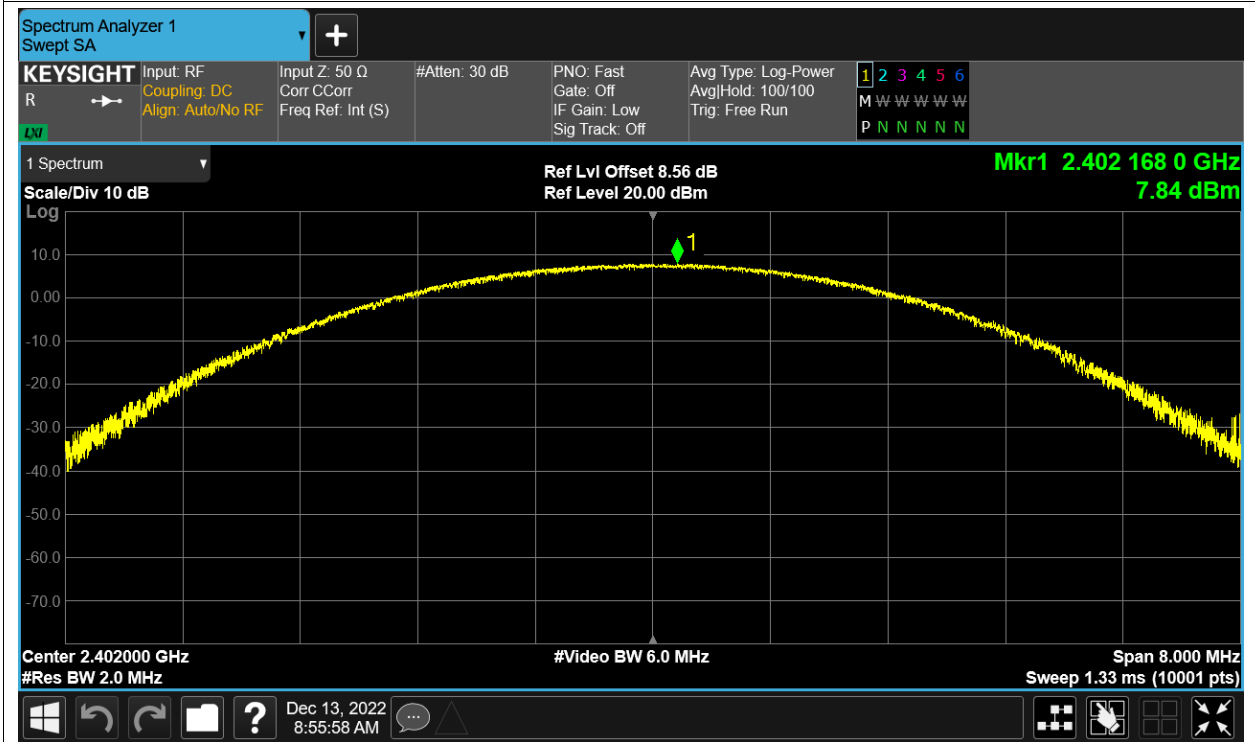 Spectrum Analyzer 1
Swept SA
KEYSIGHT
R
LXI
Input: RF
Coupling: DC
Align: Auto/No RF
Input Z: 50 Ω
Corr CCorr
Freq Ref: Int (S)
#Atten: 30 dB
PNO: Fast
Gate: Off
IF Gain: Low
Sig Track: Off
Avg Type: Log-Power
Avg|Hold: 100/100
Trig: Free Run
1 2 3 4 5 6
M W W W W W
P N N N N N
1 Spectrum
Scale/Div 10 dB
Log
Ref Lvl Offset 8.56 dB
Ref Level 20.00 dBm
Mkr1 2.402 168 0 GHz
7.84 dBm
1
10.0
0.00
-10.0
-20.0
-30.0
-40.0
-50.0
-60.0
-70.0
Center 2.402000 GHz
#Res BW 2.0 MHz
#Video BW 6.0 MHz
Span 8.000 MHz
Sweep 1.33 ms (10001 pts)
?
Dec 13, 2022
8:55:58 AM